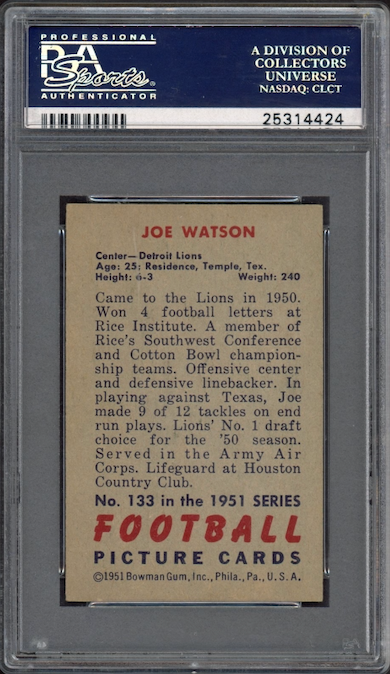 PROFESSIONAL
PSA
Sports
AUTHENTICATOR
A DIVISION OF
COLLECTORS
UNIVERSE
NASDAQ: CLCT
25314424
JOE WATSON
Center—Detroit Lions
Age: 25; Residence, Temple, Tex.
Height: 6-3 Weight: 240
Came to the Lions in 1950.
Won 4 football letters at
Rice Institute. A member of
Rice's Southwest Conference
and Cotton Bowl champion-
ship teams. Offensive center
and defensive linebacker. In
playing against Texas, Joe
made 9 of 12 tackles on end
run plays. Lions' No. 1 draft
choice for the '50 season.
Served in the Army Air
Corps. Lifeguard at Houston
Country Club.
No. 133 in the 1951 SERIES
FOOTBALL
PICTURE CARDS
©1951 Bowman Gum, Inc., Phila., Pa., U.S.A.